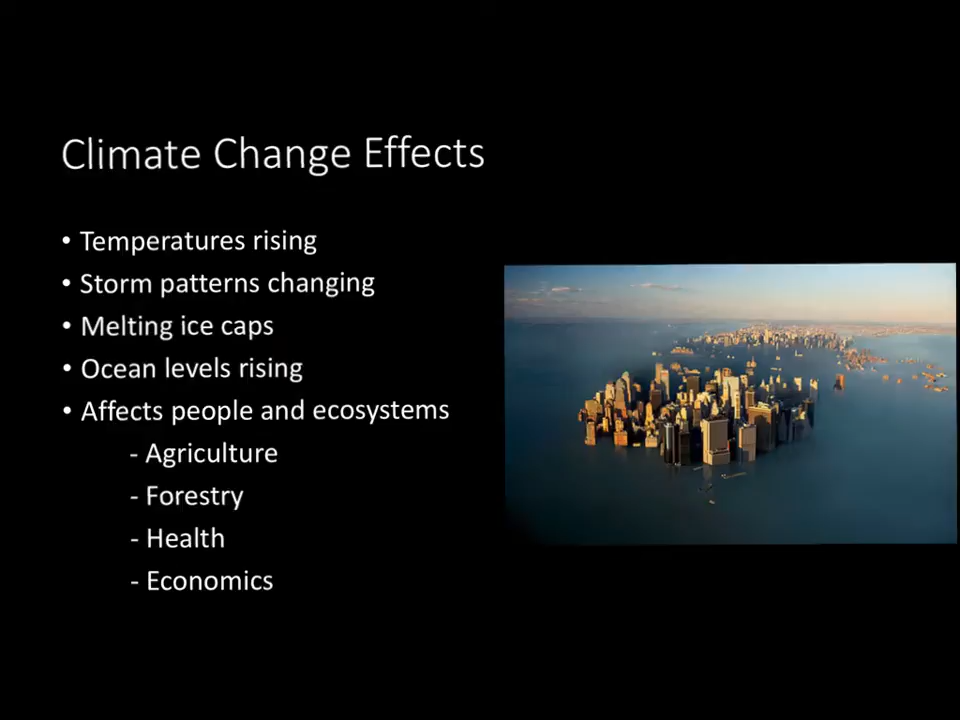 Climate Change Effects
• Temperatures rising
• Storm patterns changing
• Melting ice caps
• Ocean levels rising
• Affects people and ecosystems
- Agriculture
- Forestry
- Health
- Economics